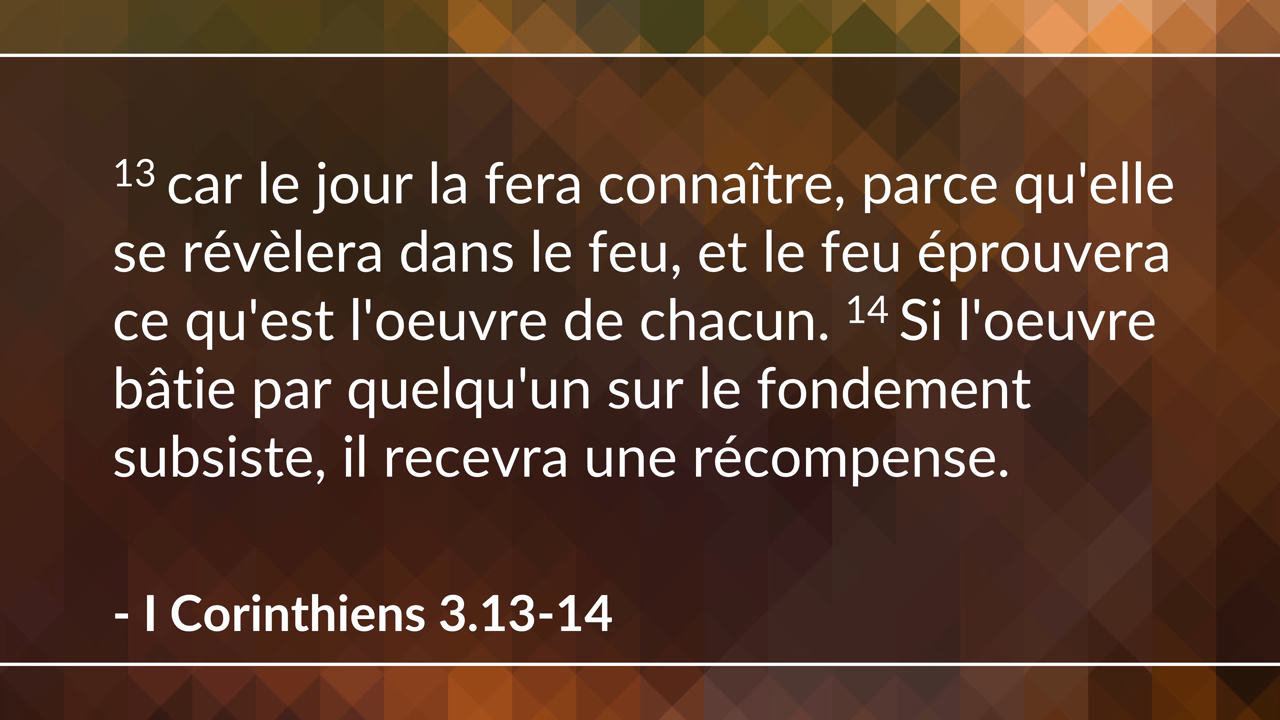 13 car le jour la fera connaître, parce qu'elle
se révèlera dans le feu, et le feu éprouvera
ce qu'est l'oeuvre de chacun. 14 Si l'oeuvre
bâtie par quelqu'un sur le fondement
subsiste, il recevra une récompense.
- I Corinthiens 3.13-14